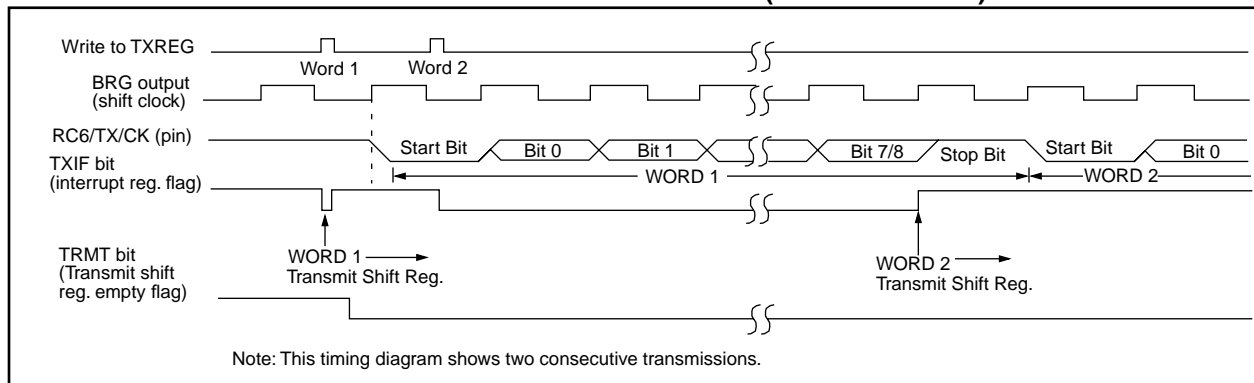 Write to TXREG
Word 1
Word 2
BRG output
(shift clock)
RC6/TX/CK (pin)
Start Bit
Bit 0
Bit 1
Bit 7/8
Stop Bit
Start Bit
Bit 0
WORD 1
WORD 2
TXIF bit
(interrupt reg. flag)
TRMT bit
(Transmit shift
reg. empty flag)
WORD 1
Transmit Shift Reg.
WORD 2
Transmit Shift Reg.
Note: This timing diagram shows two consecutive transmissions.